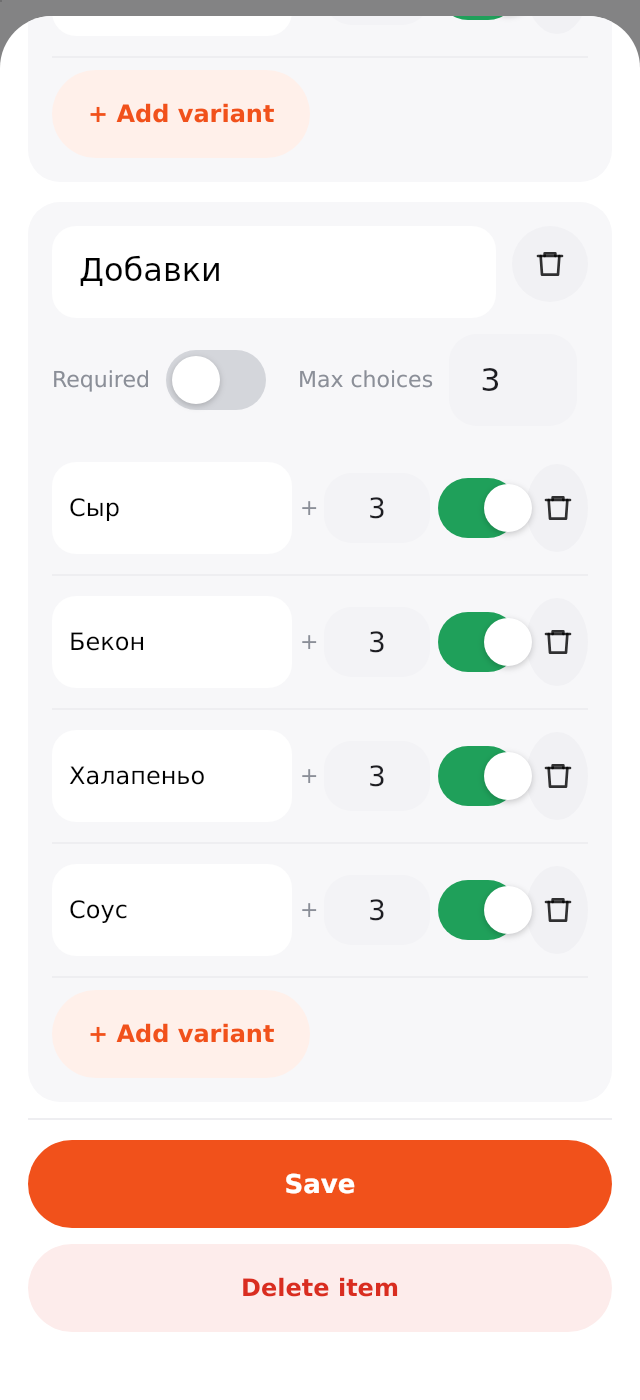 + Add variant
Добавки
Required
Max choices
3
Сыр + 3
Бекон + 3
Халапеньо + 3
Соус + 3
+ Add variant
Save
Delete item